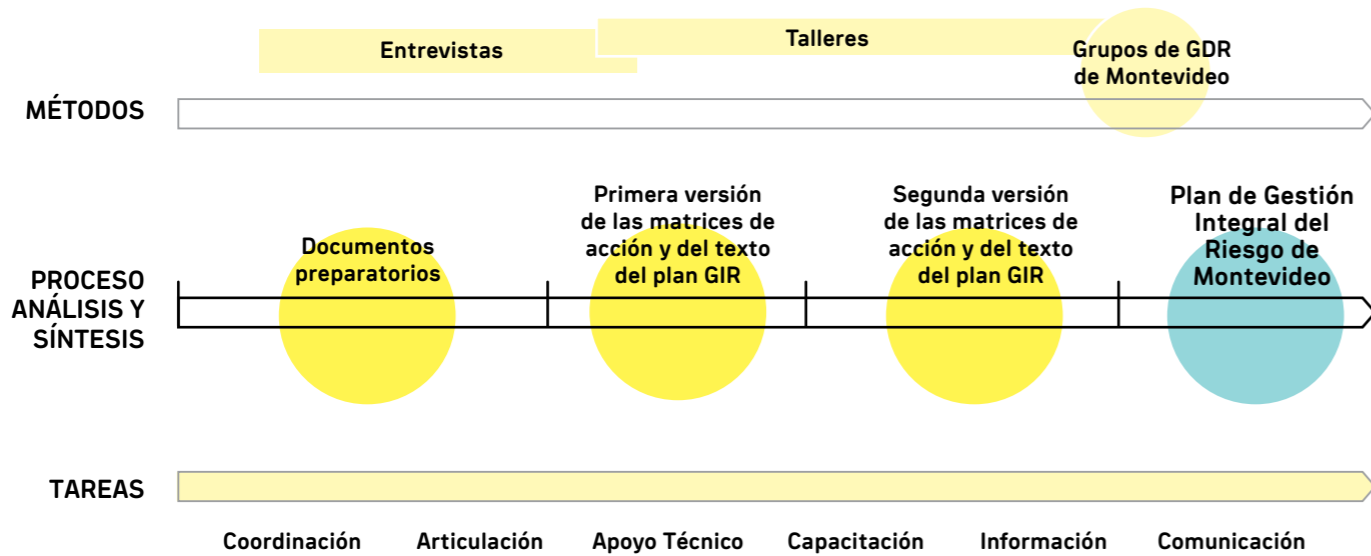 Entrevistas
Talleres
Grupos de GDR
de Montevideo
MÉTODOS
Documentos
preparatorios
Primera versión
de las matrices de
acción y del texto
del plan GIR
Segunda versión
de las matrices de
acción y del texto
del plan GIR
Plan de Gestión
Integral del
Riesgo de
Montevideo
PROCESO
ANÁLISIS Y
SÍNTESIS
TAREAS
Coordinación
Articulación
Apoyo Técnico
Capacitación
Información
Comunicación